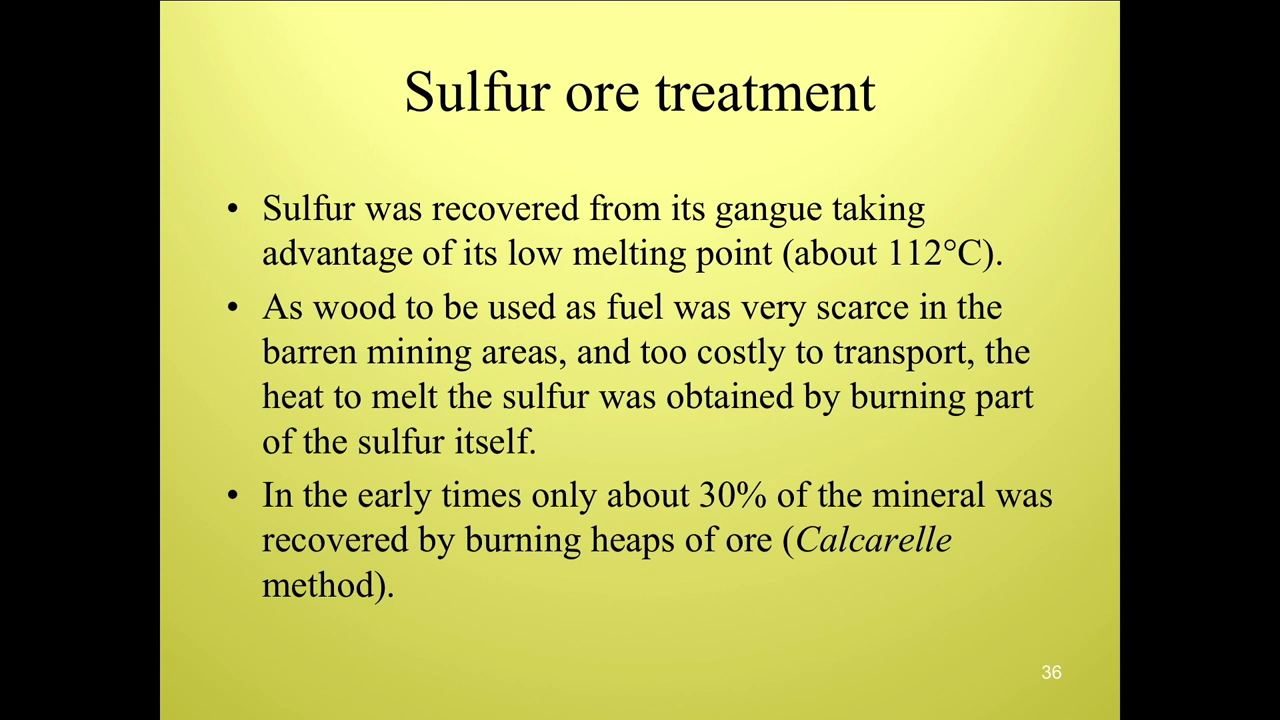 Sulfur ore treatment
• Sulfur was recovered from its gangue taking
advantage of its low melting point (about 112°C).
• As wood to be used as fuel was very scarce in the
barren mining areas, and too costly to transport, the
heat to melt the sulfur was obtained by burning part
of the sulfur itself.
• In the early times only about 30% of the mineral was
recovered by burning heaps of ore (Calcarelle
method).
36